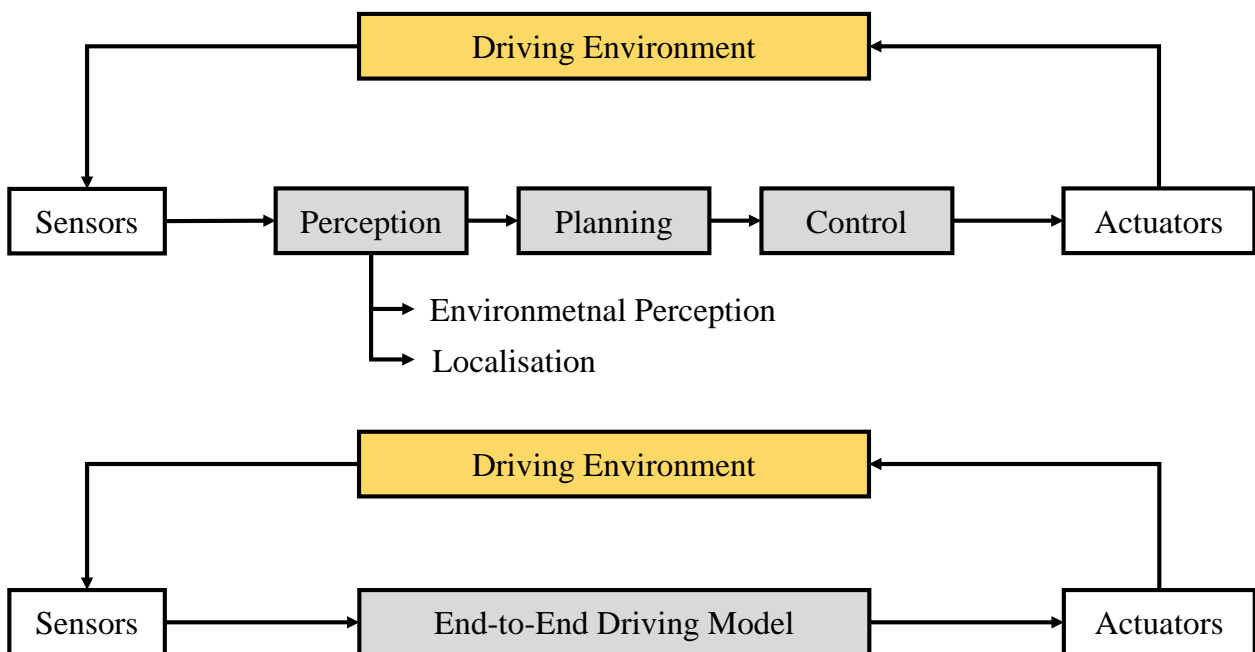 Driving Environment
Sensors
Perception
Planning
Control
Actuators
Environmetnal Perception
Localisation
Driving Environment
Sensors
End-to-End Driving Model
Actuators